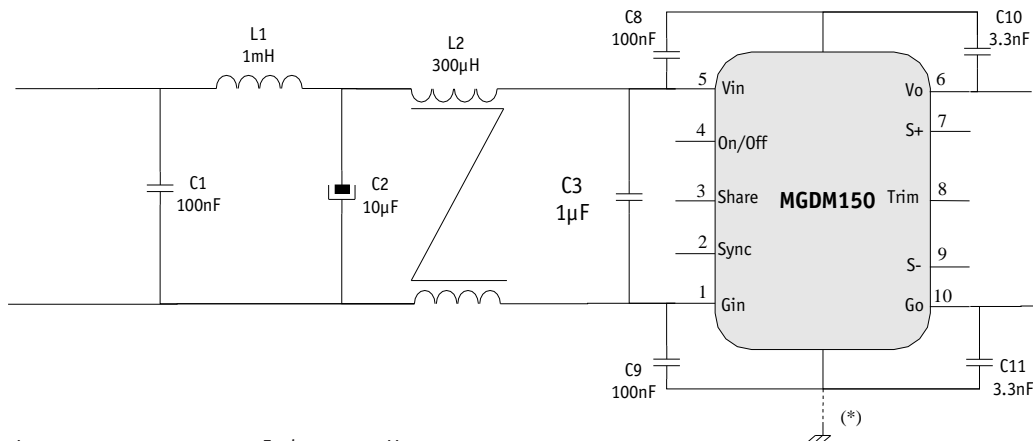 C8
100nF
C10
3.3nF
L1
1mH
L2
300µH
5
Vin
Vo
6
4
On/Off
S+
7
C1
100nF
C2
10µF
C3
1µF
3
Share
MGDM150
Trim
8
2
Sync
S-
9
1
Gin
Go
10
C9
100nF
C11
3.3nF
(*)